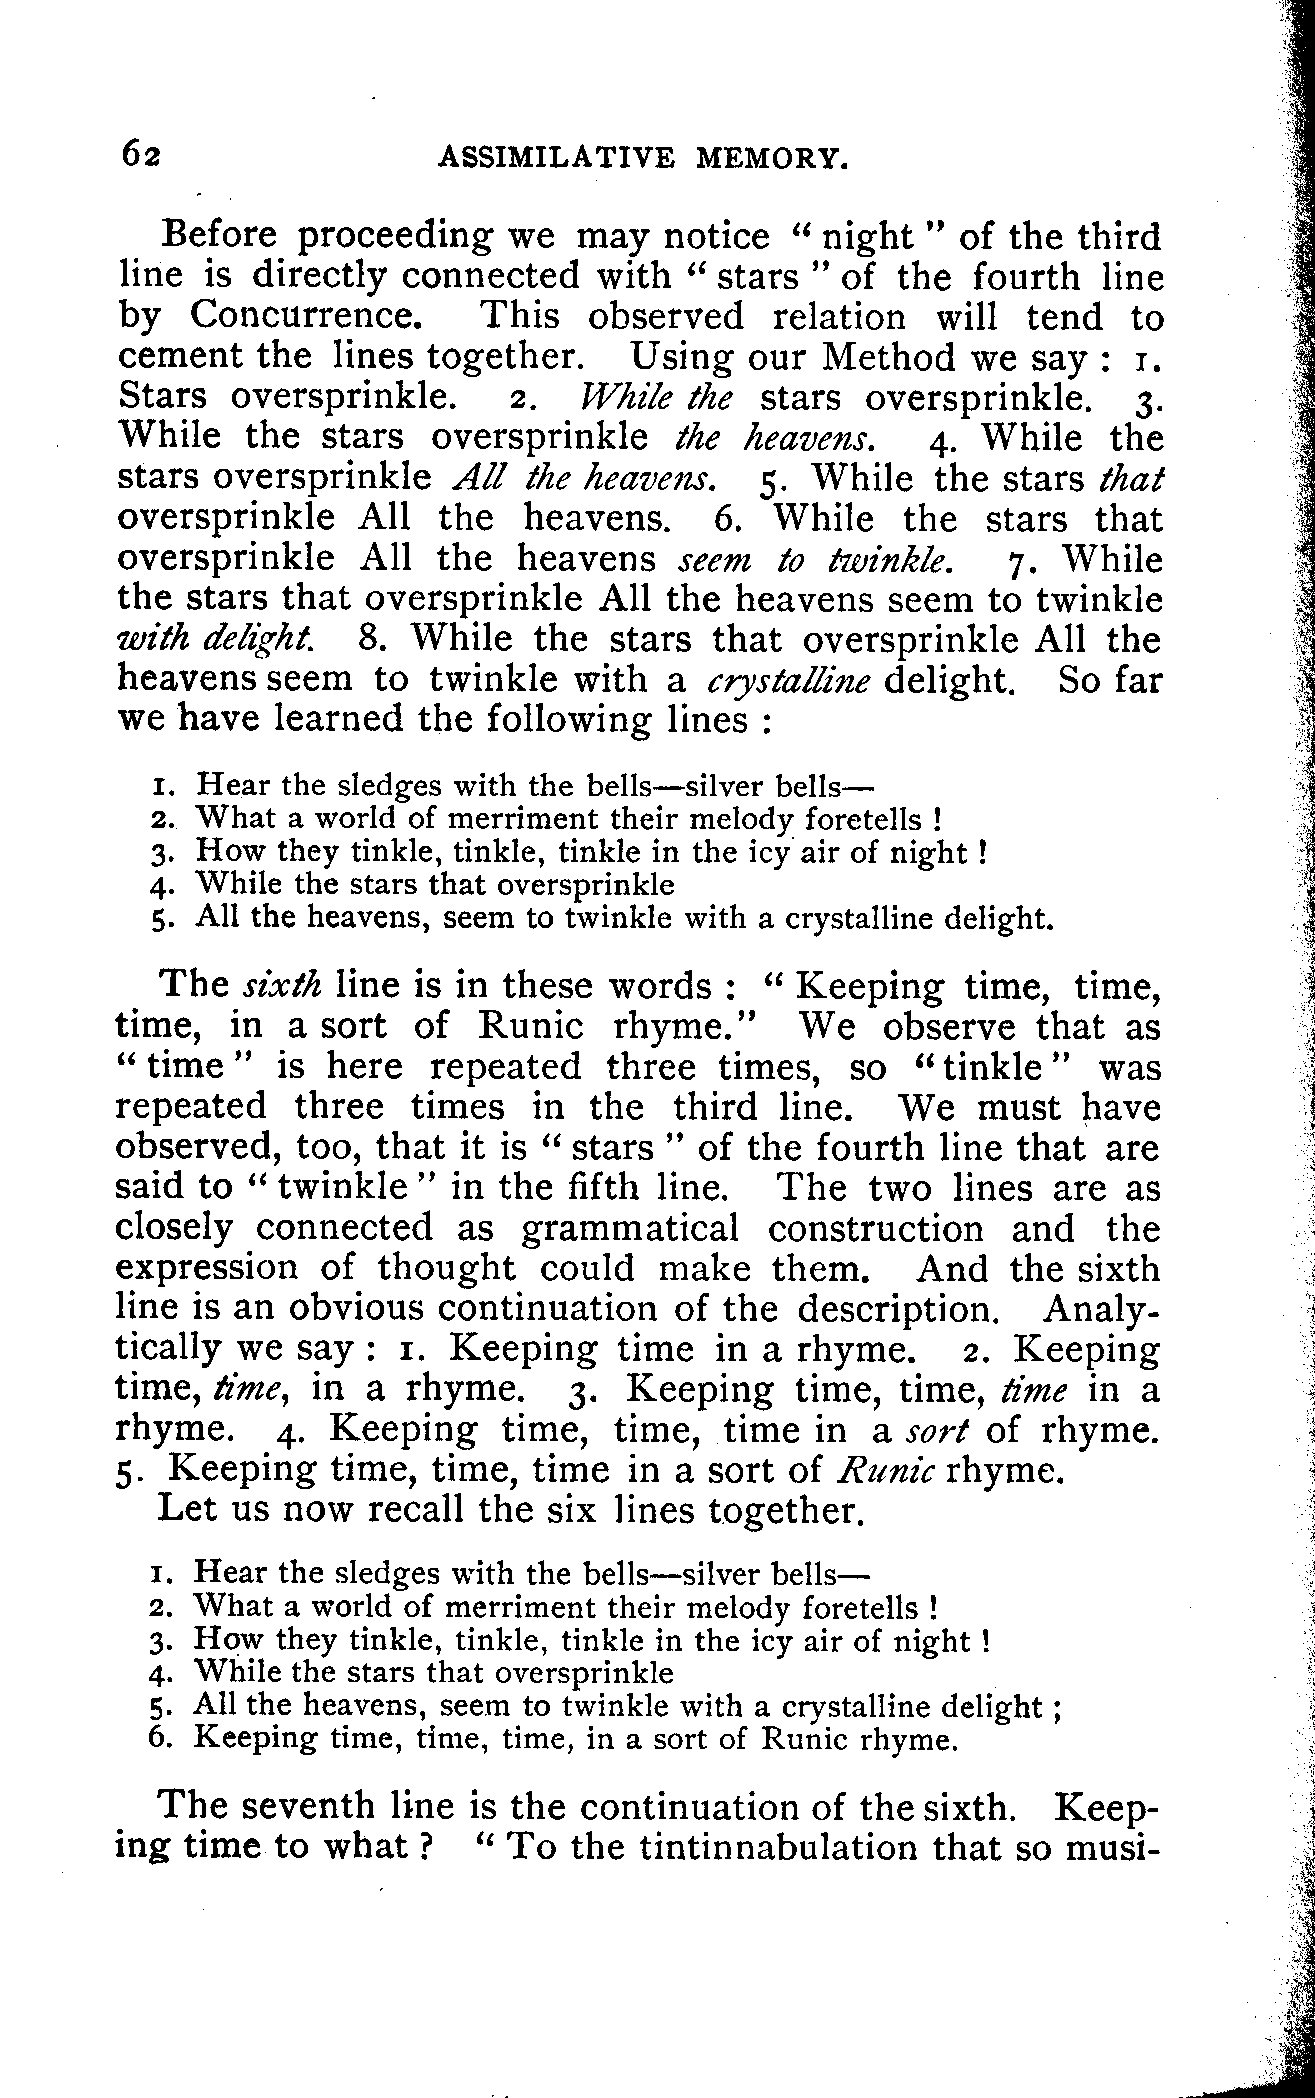 62 ASSIMILATIVE MEMORY.
Before proceeding we may notice “ night ” of the third
line is directly connected with “ stars ” of the fourth line
by Concurrence. This observed relation will tend to
cement the lines together. Using our Method we say : 1.
Stars oversprinkle. 2. While the stars oversprinkle. 3.
While the stars oversprinkle the heavens. 4. While the
stars oversprinkle All the heavens. 5. While the stars that
oversprinkle All the heavens. 6. While the stars that
oversprinkle All the heavens seem to twinkle. 7. While
the stars that oversprinkle All the heavens seem to twinkle
with delight. 8. While the stars that oversprinkle All the
heavens seem to twinkle with a crystalline delight. So far
we have learned the following lines :
1. Hear the sledges with the bells—silver bells—
2. What a world of merriment their melody foretells !
3. How they tinkle, tinkle, tinkle in the icy air of night !
4. While the stars that oversprinkle
5. All the heavens, seem to twinkle with a crystalline delight.
The sixth line is in these words : “ Keeping time, time,
time, in a sort of Runic rhyme.” We observe that as
“ time ” is here repeated three times, so “ tinkle ” was
repeated three times in the third line. We must have
observed, too, that it is “ stars ” of the fourth line that are
said to “ twinkle ” in the fifth line. The two lines are as
closely connected as grammatical construction and the
expression of thought could make them. And the sixth
line is an obvious continuation of the description. Analy-
tically we say : 1. Keeping time in a rhyme. 2. Keeping
time, time, in a rhyme. 3. Keeping time, time, time in a
rhyme. 4. Keeping time, time, time in a sort of rhyme.
5. Keeping time, time, time in a sort of Runic rhyme.
Let us now recall the six lines together.
1. Hear the sledges with the bells—silver bells—
2. What a world of merriment their melody foretells !
3. How they tinkle, tinkle, tinkle in the icy air of night !
4. While the stars that oversprinkle
5. All the heavens, seem to twinkle with a crystalline delight ;
6. Keeping time, time, time, in a sort of Runic rhyme.
The seventh line is the continuation of the sixth. Keep-
ing time to what ? “ To the tintinnabulation that so musi-